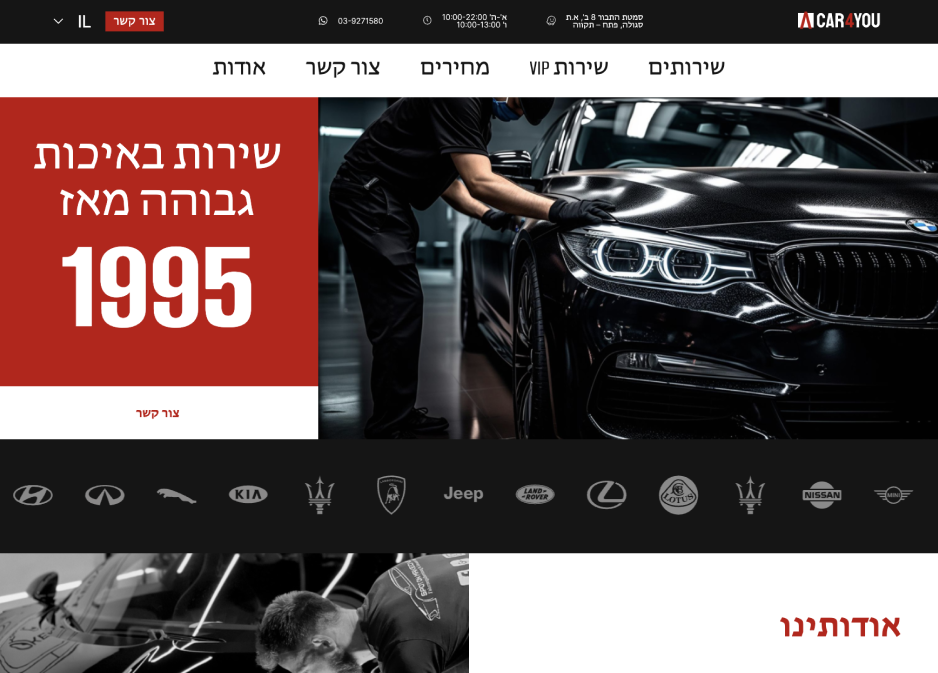 CAR4YOU
סמטת התבור 8 ב', א.ת
סגולה, פתח – תקווה
א'-ה' 10:00-22:00
ו' 10:00-13:00
03-9271580
צור קשר
IL
שירותים
שירות VIP
מחירים
צור קשר
אודות
שירות באיכות
גבוהה מאז
1995
צור קשר
KIA
Jeep
LAND-
ROVER
LOTUS
NISSAN
MINI
אודותינו